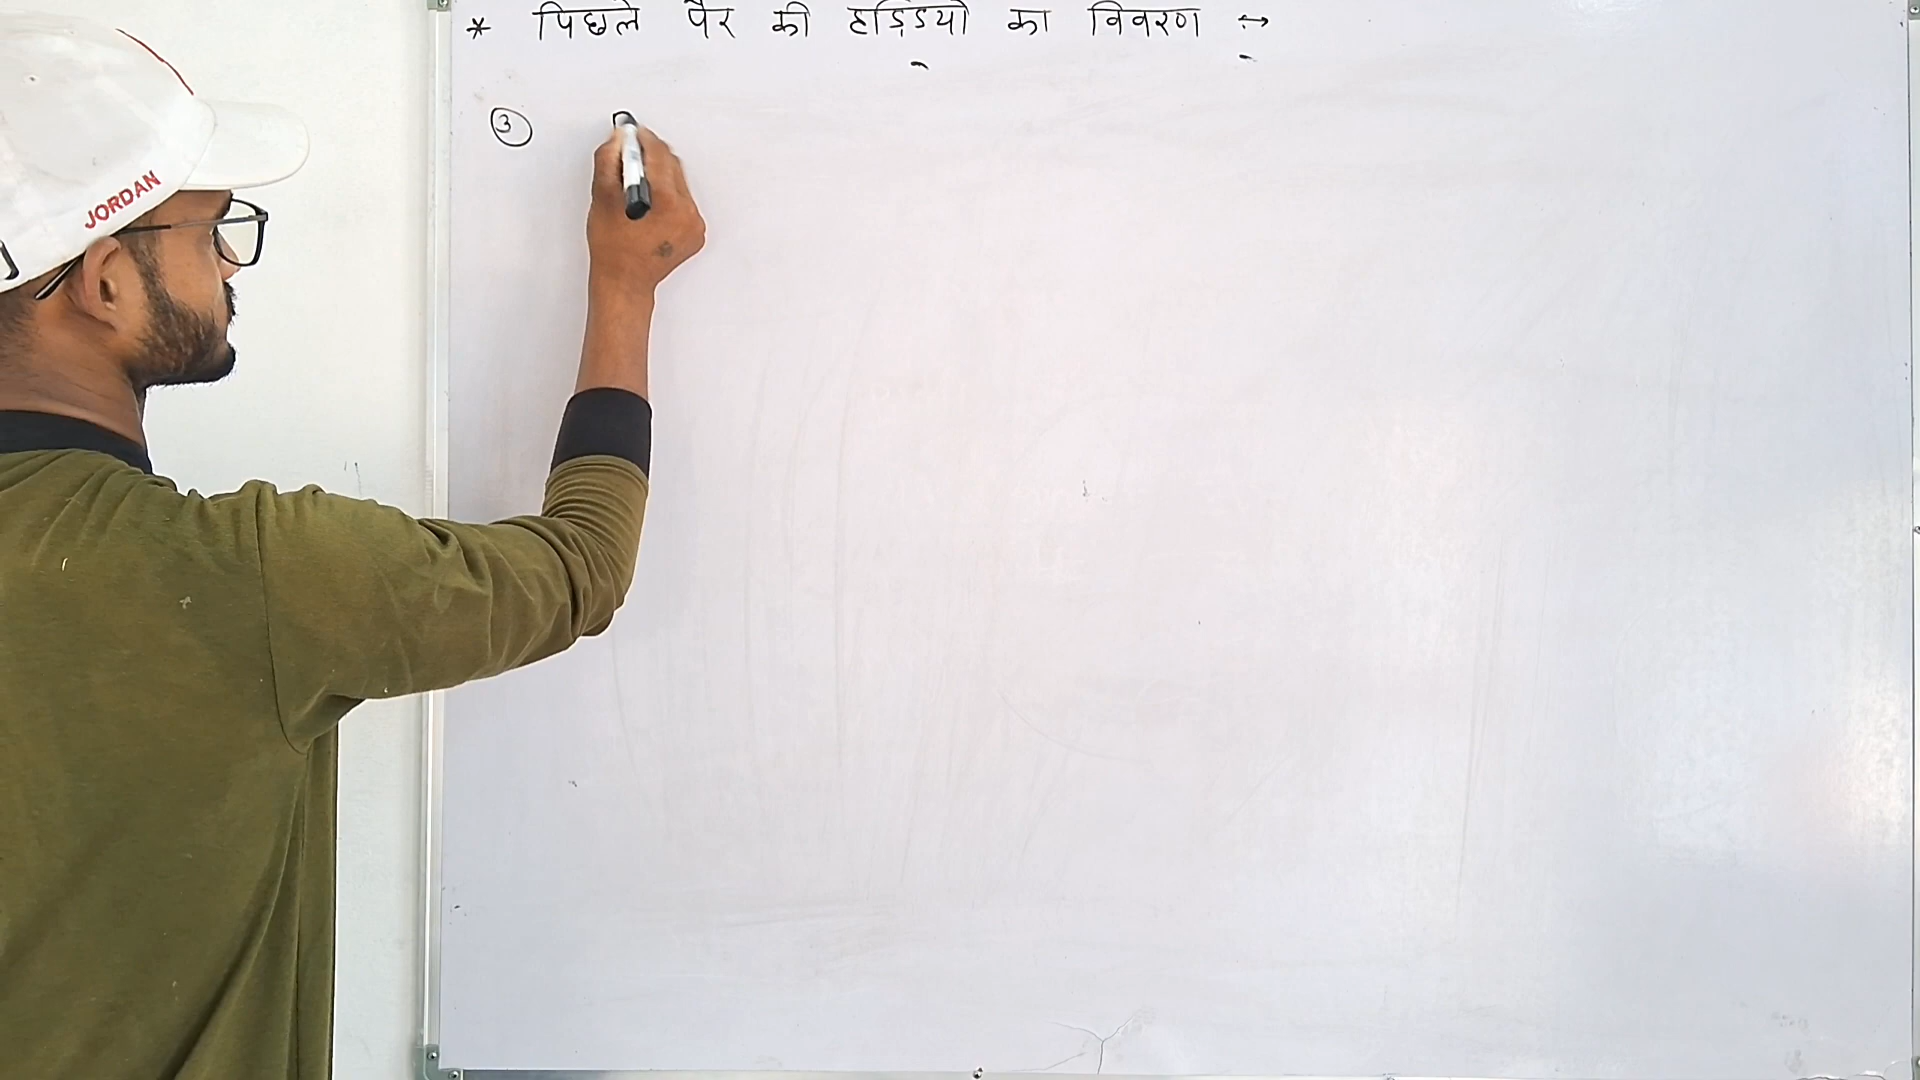 * पिछले पैर की हड्डियों का विवरण :→
③
JORDAN